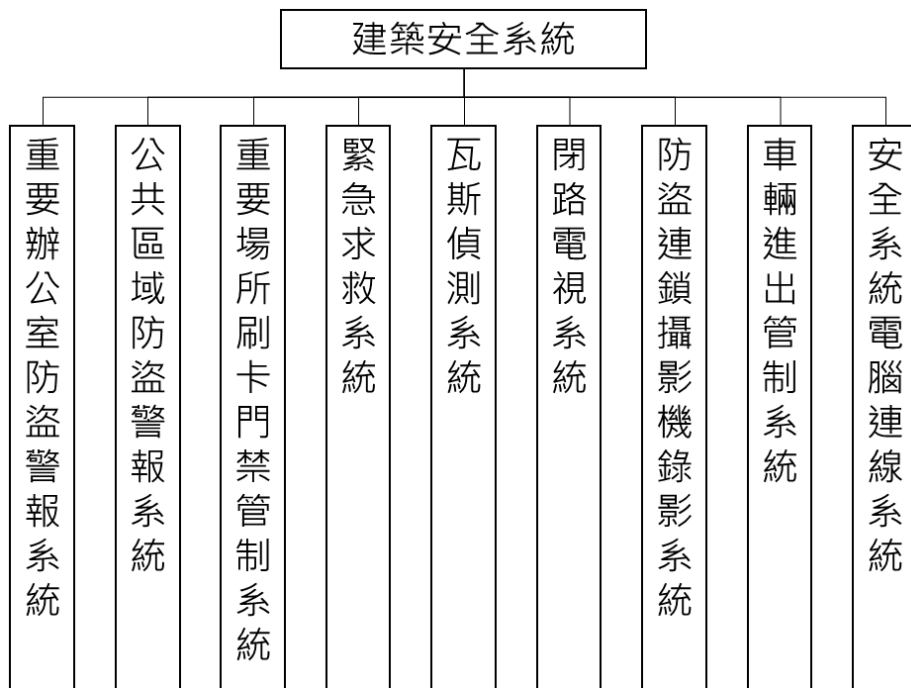 建築安全系統
重要辦公室防盜警報系統
公共區域防盜警報系統
重要場所刷卡門禁管制系統
緊急求救系統
瓦斯偵測系統
閉路電視系統
防盜連鎖攝影機錄影系統
車輛進出管制系統
安全系統電腦連線系統